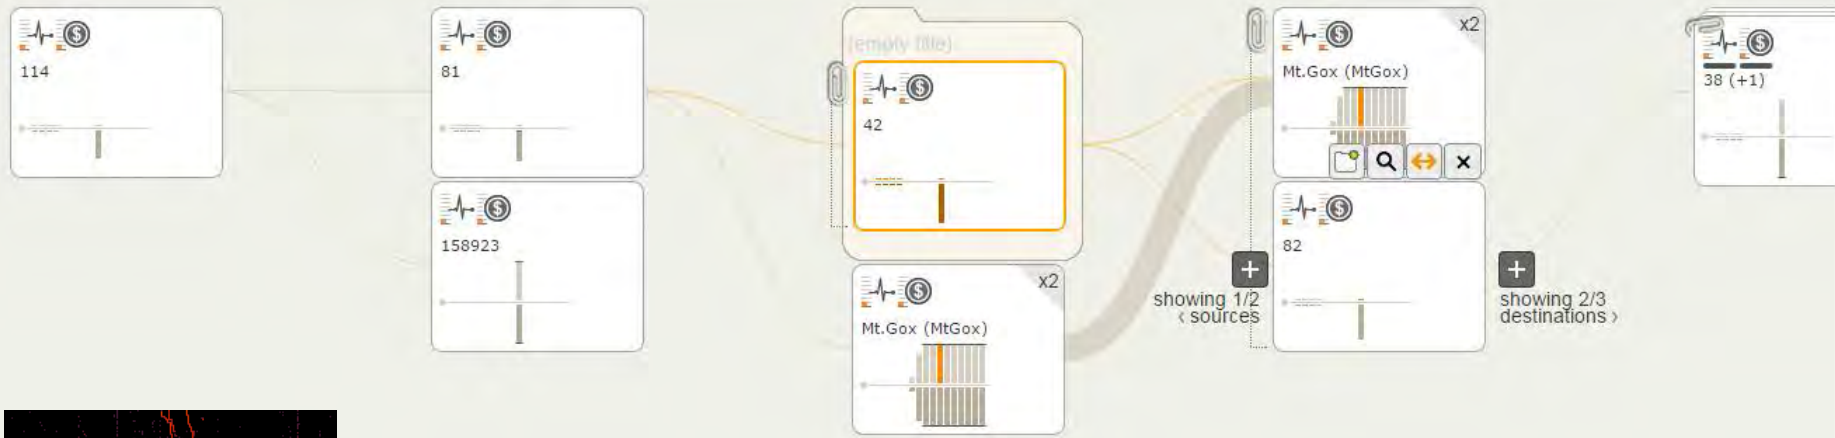 114
81
158923
(empty title)
42
x2
Mt.Gox (MtGox)
x2
Mt.Gox (MtGox)
82
showing 1/2
‹ sources
showing 2/3
destinations ›
38 (+1)